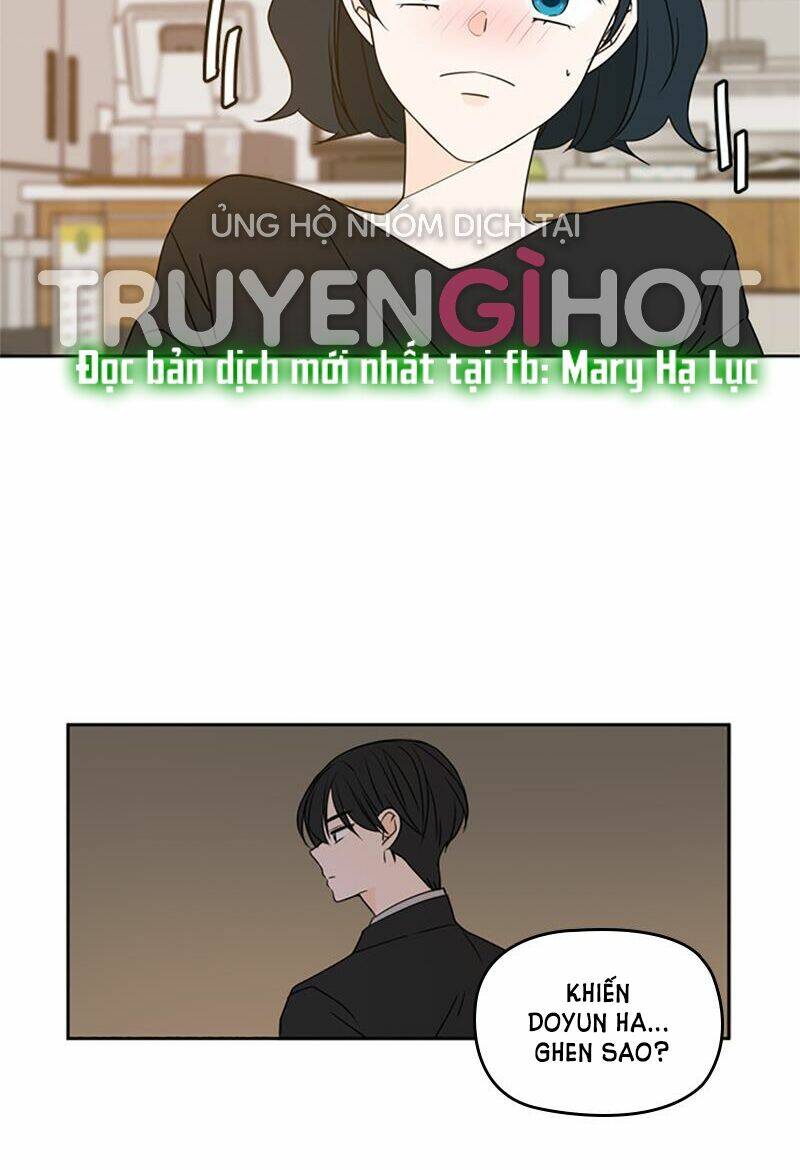 ỦNG HỘ NHÓM DỊCH TẠI
TRUYENGÌHOT
Đọc bản dịch mới nhất tại fb: Mary Hạ Lục
KHIẾN
DOYUN HA...
GHEN SAO?